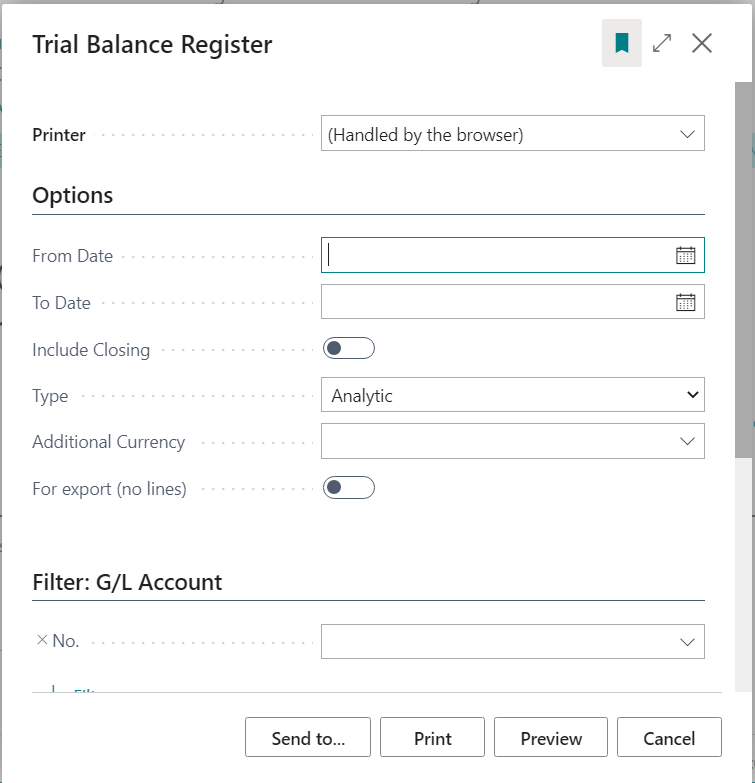 Trial Balance Register
Printer (Handled by the browser)
Options
From Date
To Date
Include Closing
Type Analytic
Additional Currency
For export (no lines)
Filter: G/L Account
× No.
Send to... Print Preview Cancel